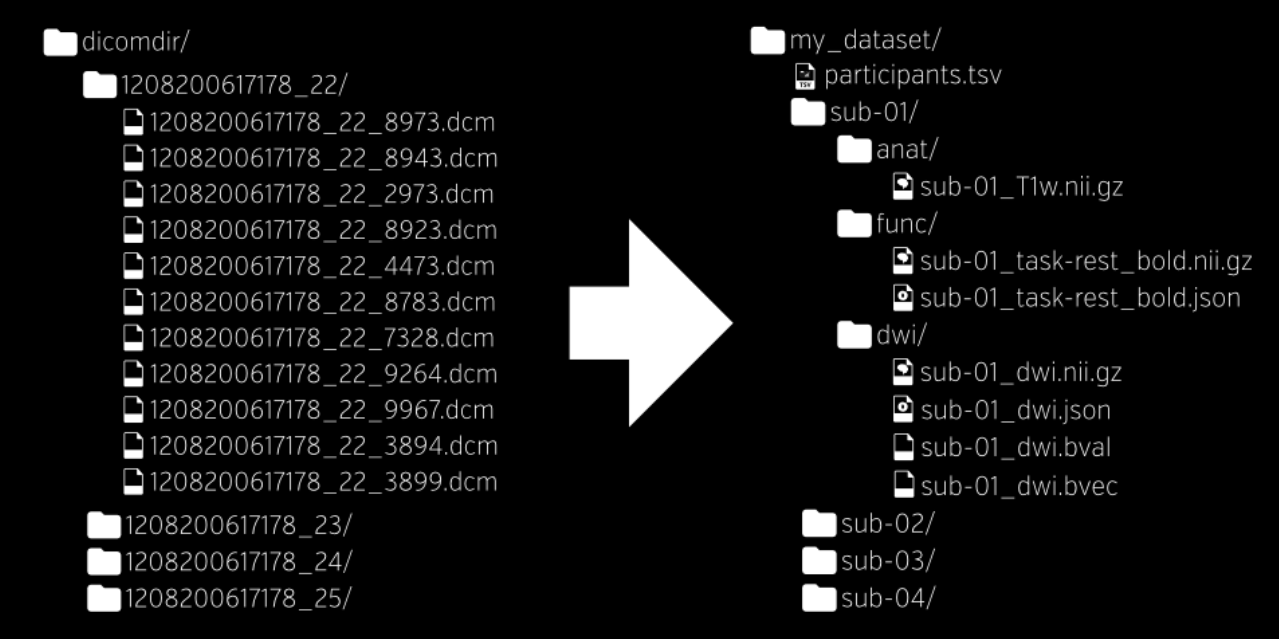 dicomdir/
1208200617178_22/
1208200617178_22_8973.dcm
1208200617178_22_8943.dcm
1208200617178_22_2973.dcm
1208200617178_22_8923.dcm
1208200617178_22_4473.dcm
1208200617178_22_8783.dcm
1208200617178_22_7328.dcm
1208200617178_22_9264.dcm
1208200617178_22_9967.dcm
1208200617178_22_3894.dcm
1208200617178_22_3899.dcm
1208200617178_23/
1208200617178_24/
1208200617178_25/
my_dataset/
TSV
participants.tsv
sub-01/
anat/
sub-01_T1w.nii.gz
func/
sub-01_task-rest_bold.nii.gz
sub-01_task-rest_bold.json
dwi/
sub-01_dwi.nii.gz
sub-01_dwi.json
sub-01_dwi.bval
sub-01_dwi.bvec
sub-02/
sub-03/
sub-04/